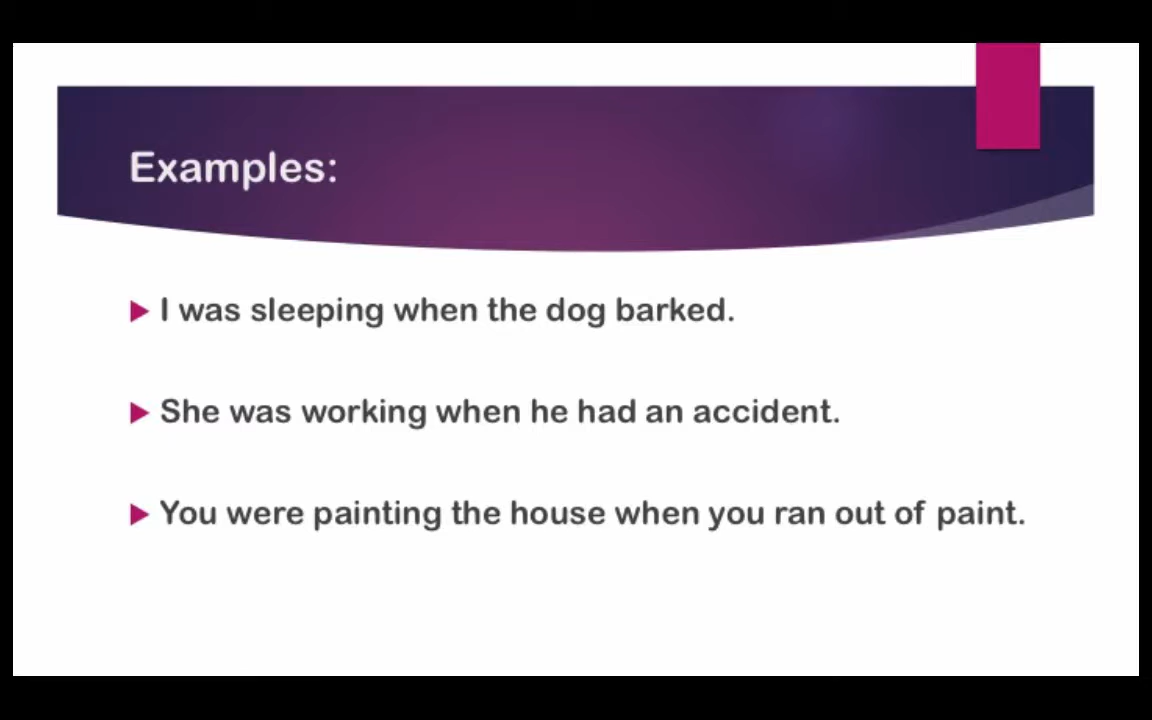 Examples:
I was sleeping when the dog barked.
She was working when he had an accident.
You were painting the house when you ran out of paint.